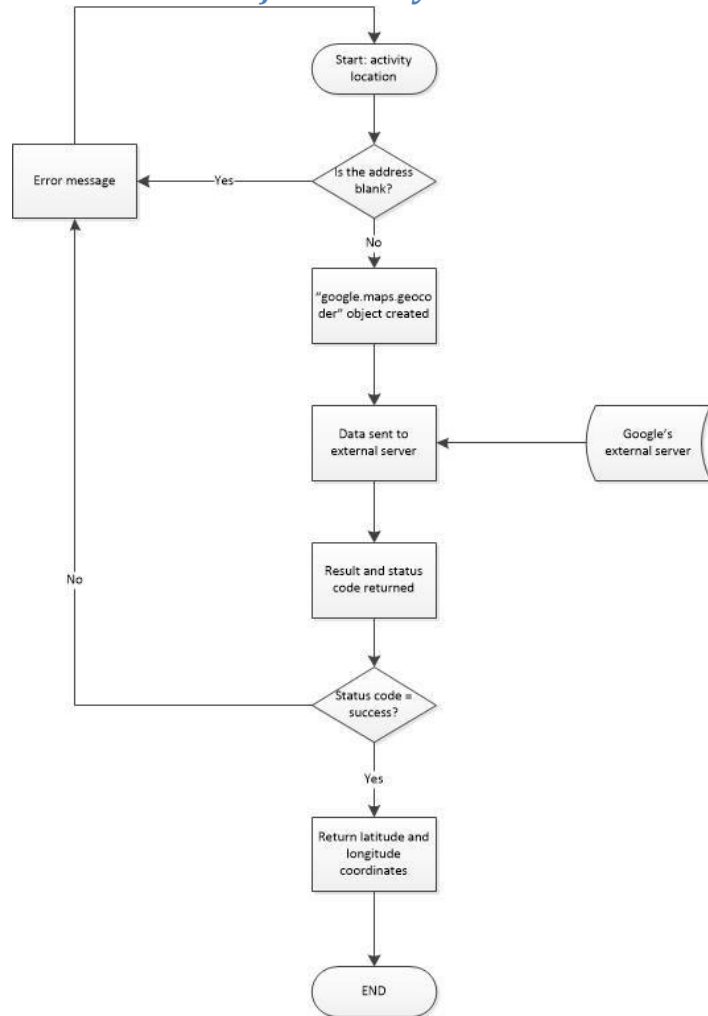 Start: activity
location
Is the address
blank?
Yes
Error message
No
"google.maps.geoco
der" object created
Data sent to
external server
Google's
external server
Result and status
code returned
No
Status code =
success?
Yes
Return latitude and
longitude
coordinates
END